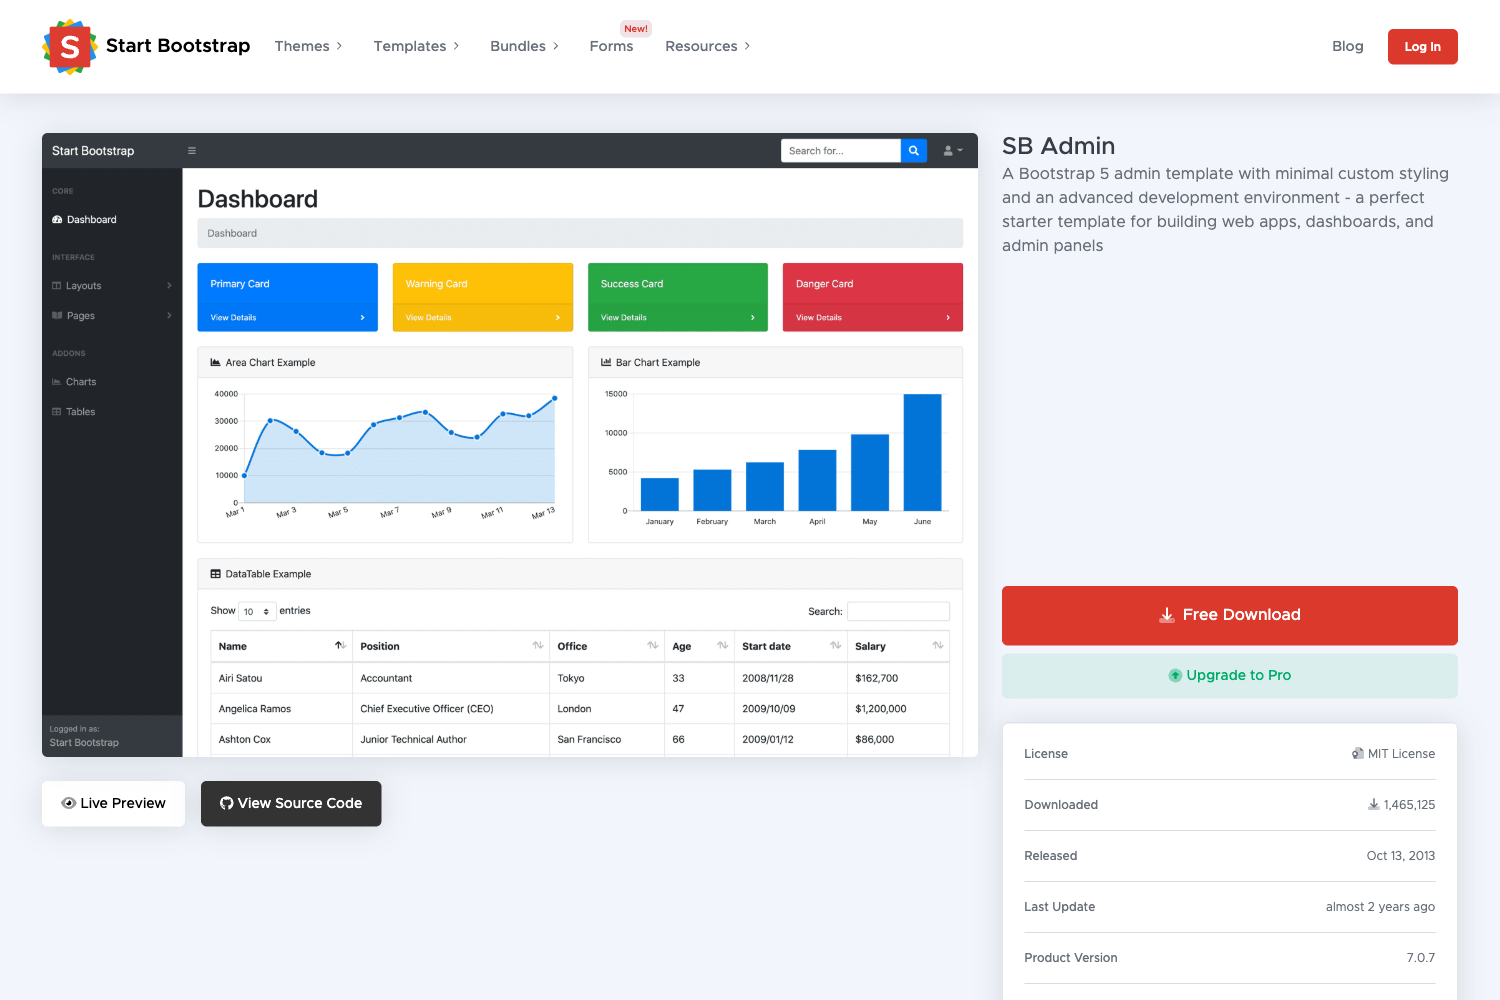 Start Bootstrap
Themes
Templates
Bundles
Forms
New!
Resources
Blog
Log In
Start Bootstrap
Search for...
CORE
Dashboard
INTERFACE
Layouts
Pages
ADDONS
Charts
Tables
Logged in as:
Start Bootstrap
Dashboard
Dashboard
Primary Card
View Details
Warning Card
View Details
Success Card
View Details
Danger Card
View Details
Area Chart Example
40000
30000
20000
10000
0
Mar 1 Mar 3 Mar 5 Mar 7 Mar 9 Mar 11 Mar 13
Bar Chart Example
15000
10000
5000
0
January February March April May June
DataTable Example
Show 10 entries
Search:
Name Position Office Age Start date Salary
Airi Satou Accountant Tokyo 33 2008/11/28 $162,700
Angelica Ramos Chief Executive Officer (CEO) London 47 2009/10/09 $1,200,000
Ashton Cox Junior Technical Author San Francisco 66 2009/01/12 $86,000
Live Preview
View Source Code
SB Admin
A Bootstrap 5 admin template with minimal custom styling
and an advanced development environment - a perfect
starter template for building web apps, dashboards, and
admin panels
Free Download
Upgrade to Pro
License MIT License
Downloaded 1,465,125
Released Oct 13, 2013
Last Update almost 2 years ago
Product Version 7.0.7